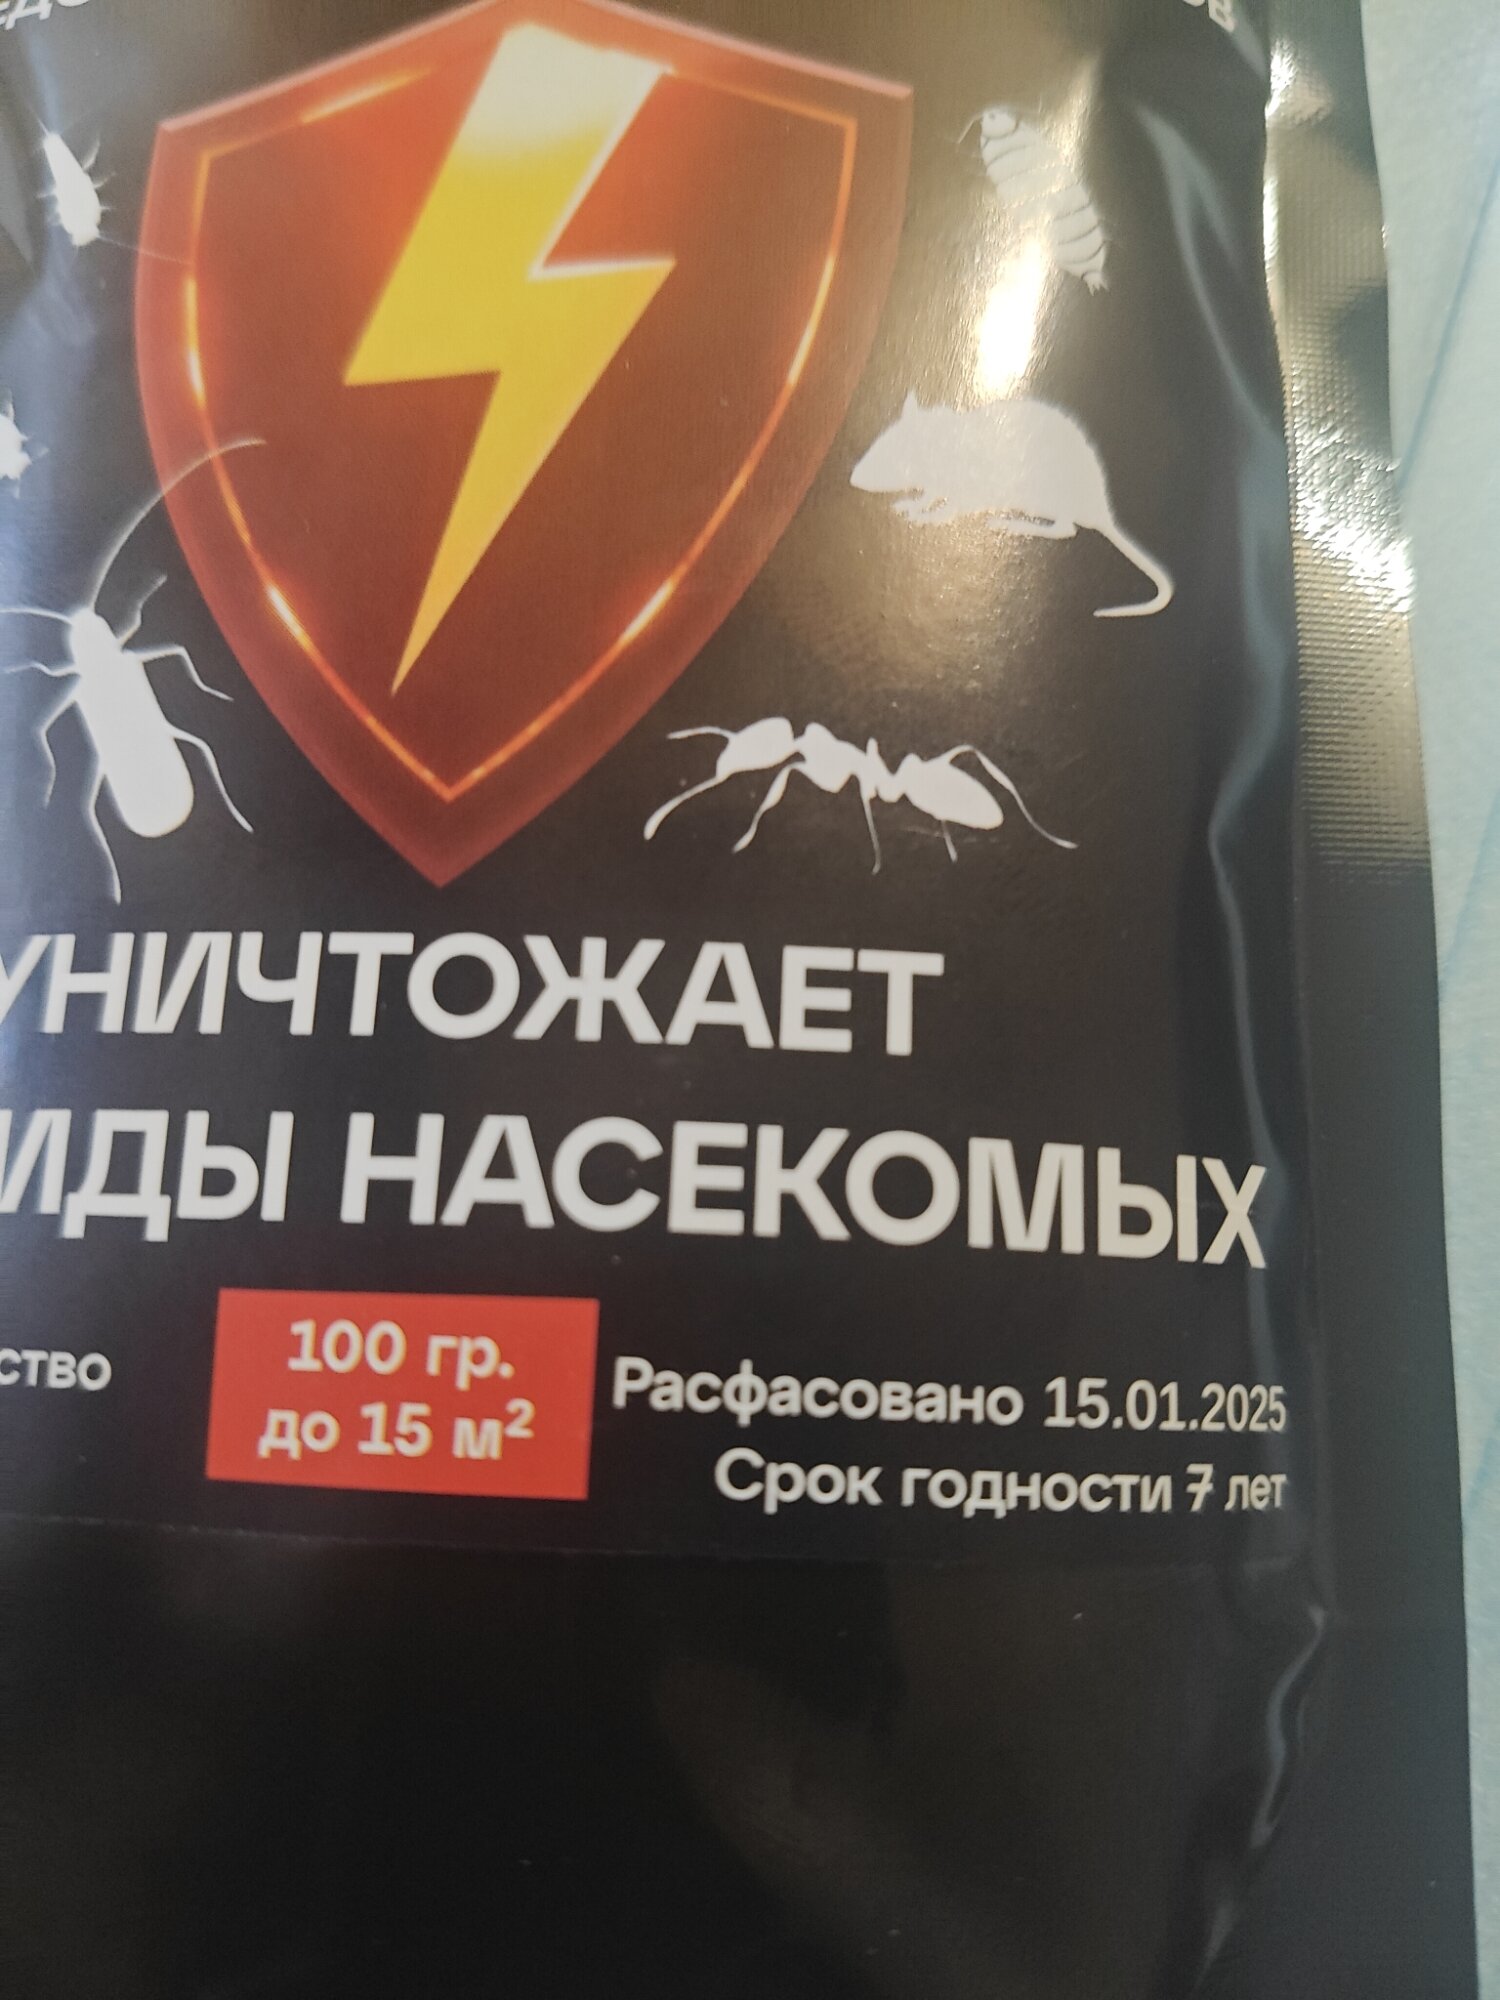 УНИЧТОЖАЕТ
ИДЫ НАСЕКОМЫХ
ство
100 гр.
до 15 м²
Расфасовано 15.01.2025
Срок годности 7 лет